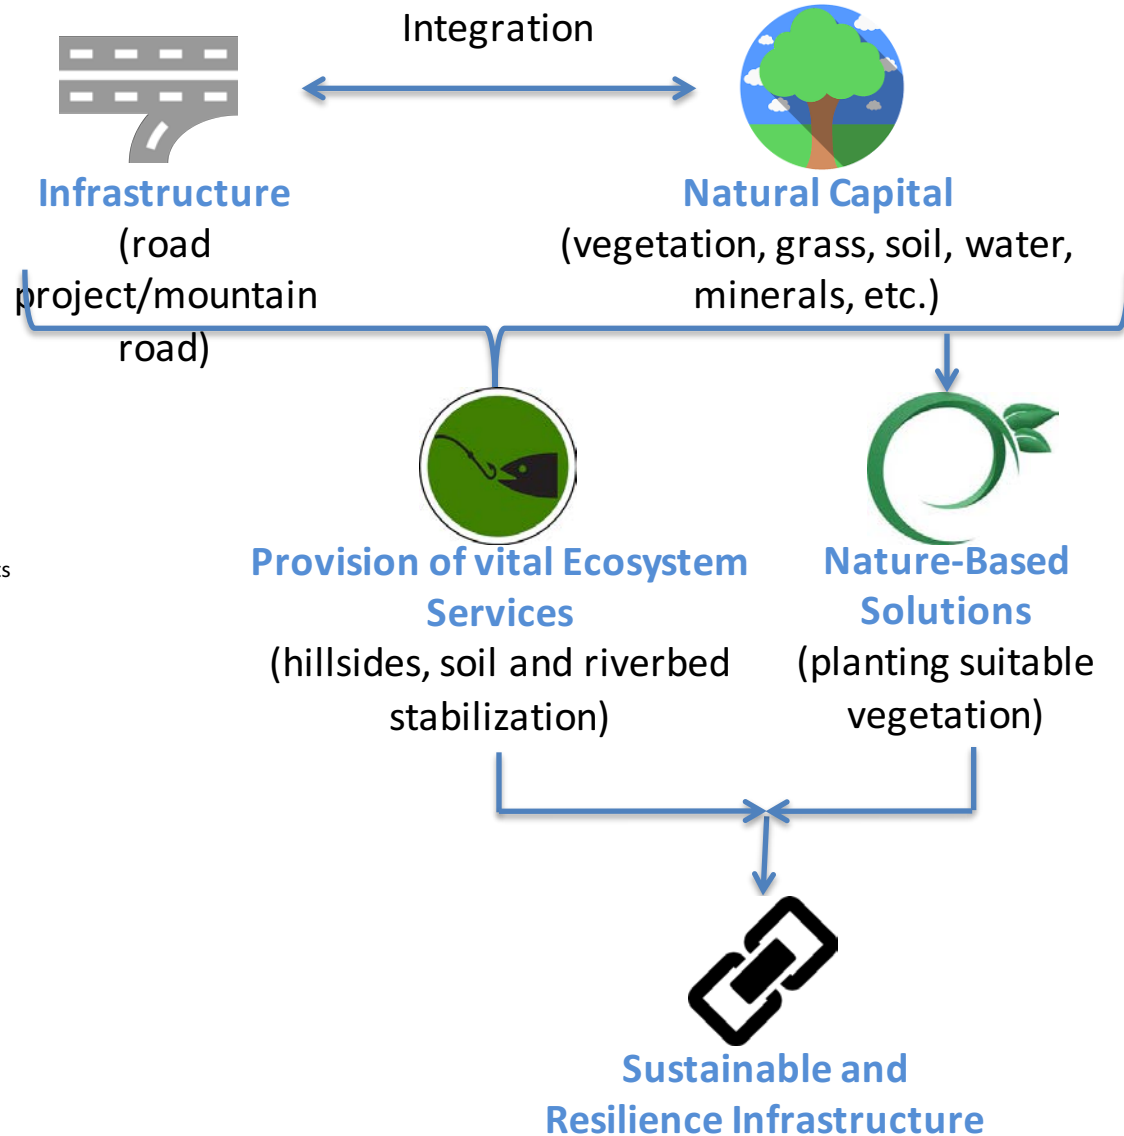 Integration
Infrastructure
(road
project/mountain
road)
Natural Capital
(vegetation, grass, soil, water,
minerals, etc.)
Provision of vital Ecosystem
Services
(hillsides, soil and riverbed
stabilization)
Nature-Based
Solutions
(planting suitable
vegetation)
Sustainable and
Resilience Infrastructure